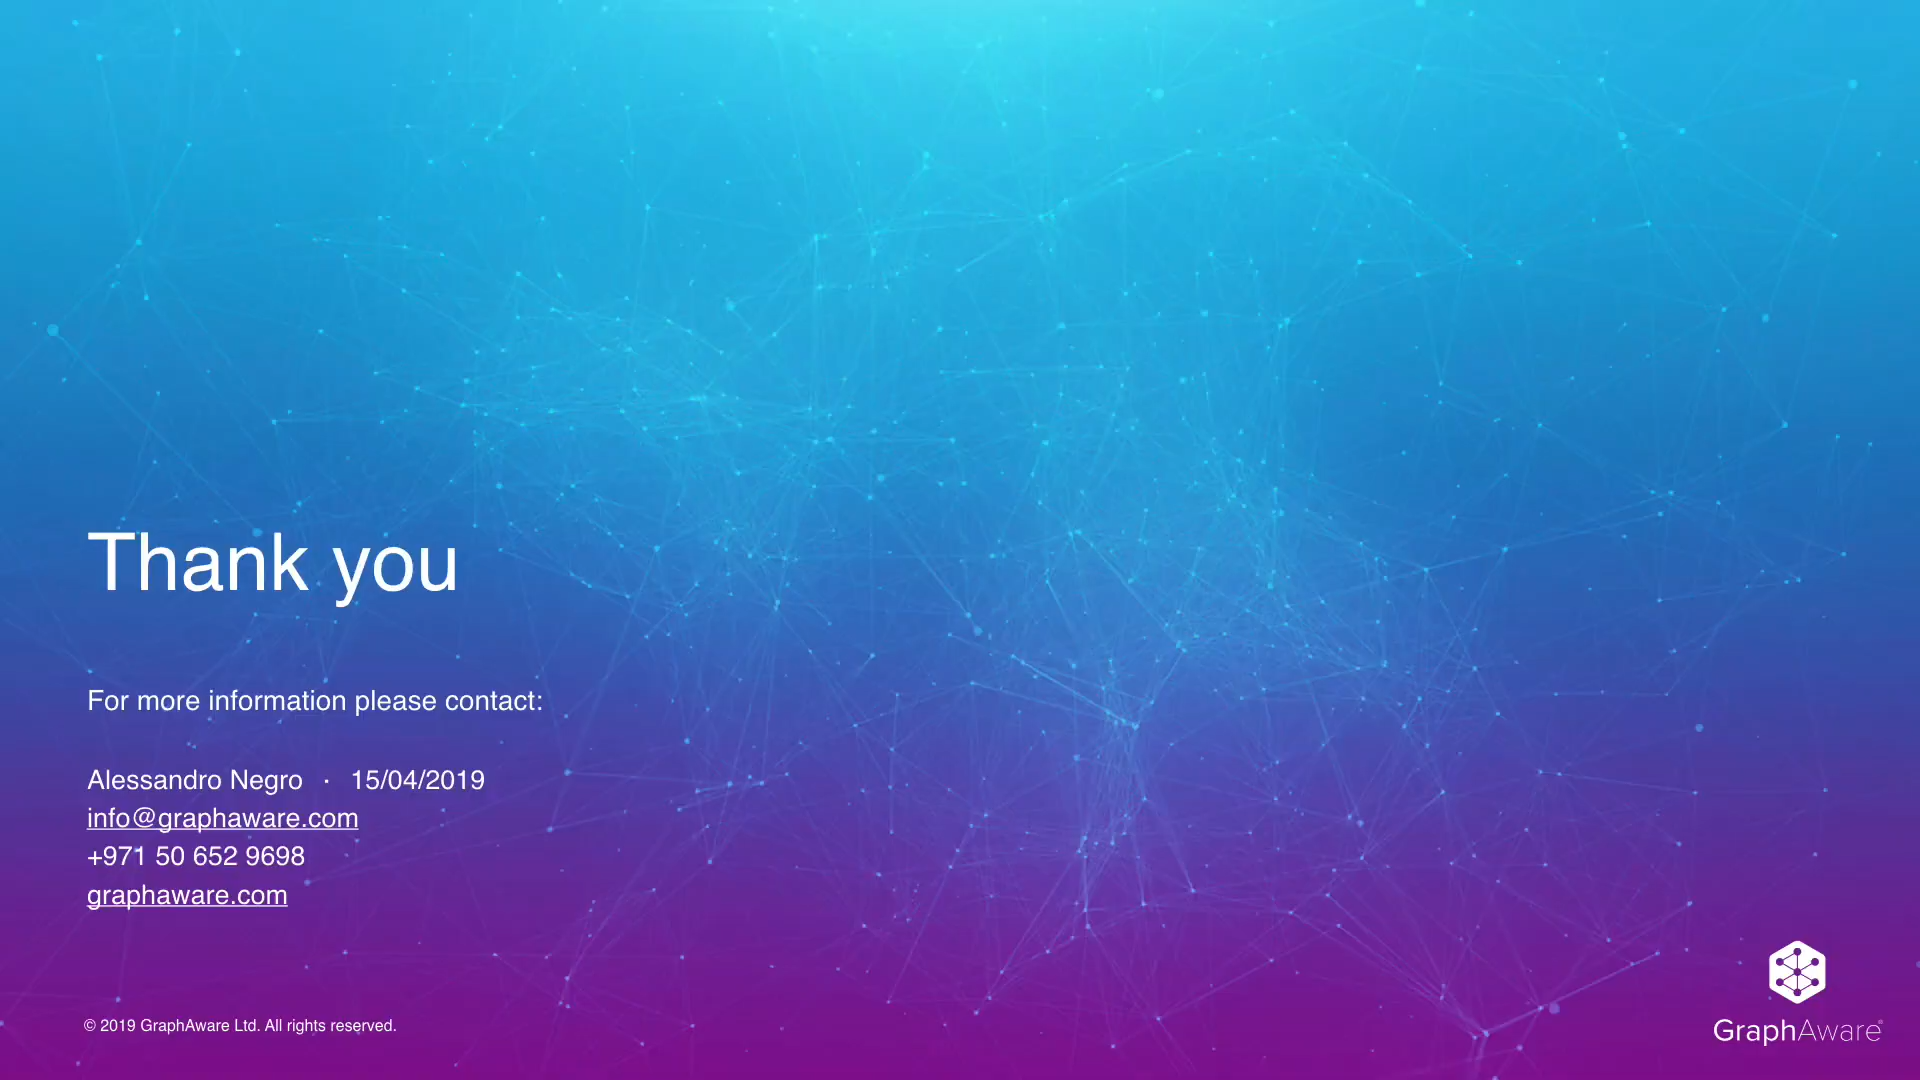 Thank you
For more information please contact:
Alessandro Negro · 15/04/2019
info@graphaware.com
+971 50 652 9698
graphaware.com
© 2019 GraphAware Ltd. All rights reserved.
GraphAware®